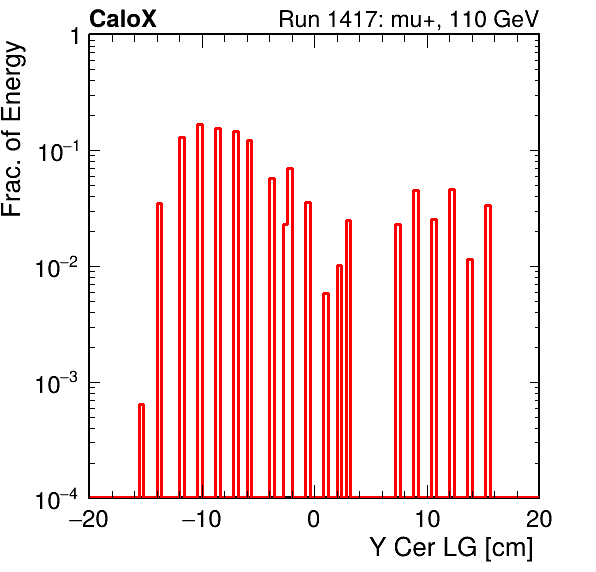 CaloX Run 1417: mu+, 110 GeV
Frac. of Energy
1
10⁻¹
10⁻²
10⁻³
10⁻⁴
−20 −10 0 10 20
Y Cer LG [cm]